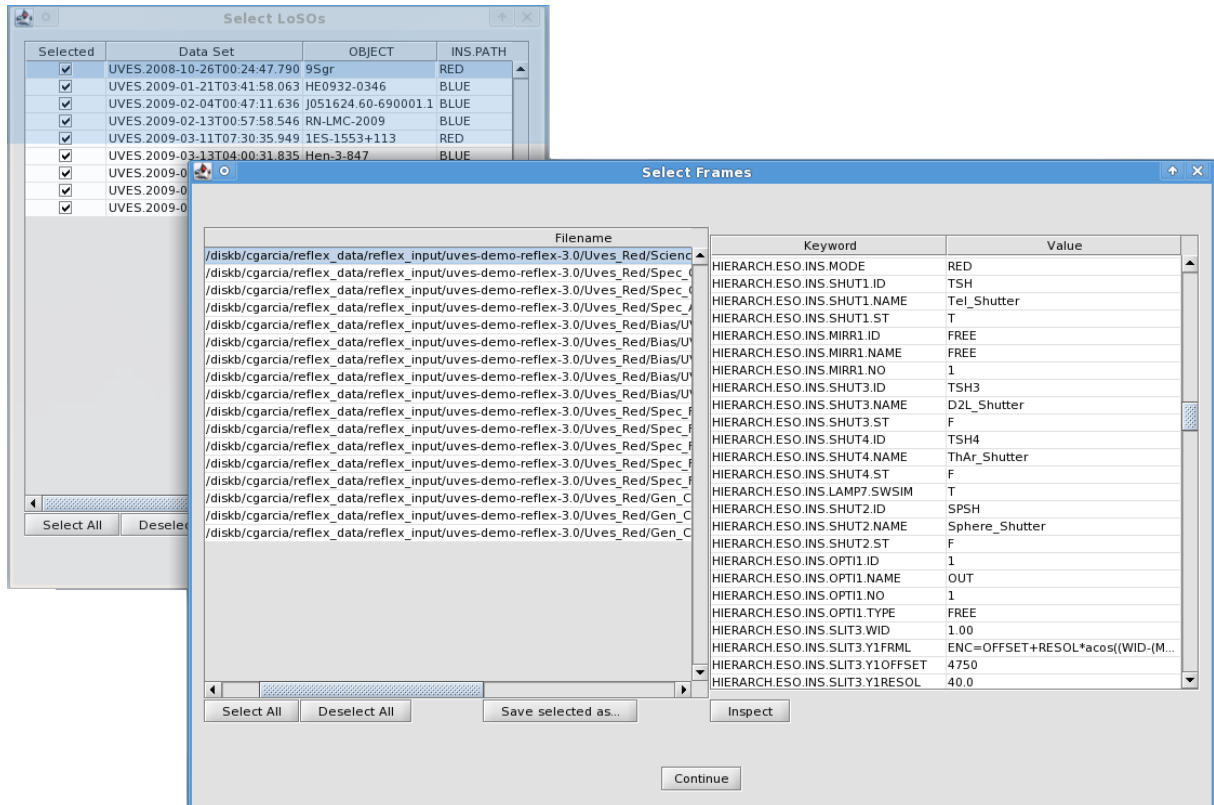 Select LoSOs
Selected Data Set OBJECT INS.PATH
UVES.2008-10-26T00:24:47.790 9Sgr RED
UVES.2009-01-21T03:41:58.063 HE0932-0346 BLUE
UVES.2009-02-04T00:47:11.636 J051624.60-690001.1 BLUE
UVES.2009-02-13T00:57:58.546 RN-LMC-2009 BLUE
UVES.2009-03-11T07:30:35.949 1ES-1553+113 RED
UVES.2009-03-13T04:00:31.835 Hen-3-847 BLUE
UVES.2009-0
UVES.2009-0
UVES.2009-0
Select All Deselec
Select Frames
Filename
/diskb/cgarcia/reflex_data/reflex_input/uves-demo-reflex-3.0/Uves_Red/Scienc
/diskb/cgarcia/reflex_data/reflex_input/uves-demo-reflex-3.0/Uves_Red/Spec_
/diskb/cgarcia/reflex_data/reflex_input/uves-demo-reflex-3.0/Uves_Red/Spec_
/diskb/cgarcia/reflex_data/reflex_input/uves-demo-reflex-3.0/Uves_Red/Spec_A
/diskb/cgarcia/reflex_data/reflex_input/uves-demo-reflex-3.0/Uves_Red/Bias/U
/diskb/cgarcia/reflex_data/reflex_input/uves-demo-reflex-3.0/Uves_Red/Bias/U
/diskb/cgarcia/reflex_data/reflex_input/uves-demo-reflex-3.0/Uves_Red/Bias/U
/diskb/cgarcia/reflex_data/reflex_input/uves-demo-reflex-3.0/Uves_Red/Bias/U
/diskb/cgarcia/reflex_data/reflex_input/uves-demo-reflex-3.0/Uves_Red/Bias/U
/diskb/cgarcia/reflex_data/reflex_input/uves-demo-reflex-3.0/Uves_Red/Spec_F
/diskb/cgarcia/reflex_data/reflex_input/uves-demo-reflex-3.0/Uves_Red/Spec_F
/diskb/cgarcia/reflex_data/reflex_input/uves-demo-reflex-3.0/Uves_Red/Spec_F
/diskb/cgarcia/reflex_data/reflex_input/uves-demo-reflex-3.0/Uves_Red/Spec_F
/diskb/cgarcia/reflex_data/reflex_input/uves-demo-reflex-3.0/Uves_Red/Spec_F
/diskb/cgarcia/reflex_data/reflex_input/uves-demo-reflex-3.0/Uves_Red/Gen_C
/diskb/cgarcia/reflex_data/reflex_input/uves-demo-reflex-3.0/Uves_Red/Gen_C
/diskb/cgarcia/reflex_data/reflex_input/uves-demo-reflex-3.0/Uves_Red/Gen_C
Select All Deselect All Save selected as...
Keyword Value
HIERARCH.ESO.INS.MODE RED
HIERARCH.ESO.INS.SHUT1.ID TSH
HIERARCH.ESO.INS.SHUT1.NAME Tel_Shutter
HIERARCH.ESO.INS.SHUT1.ST T
HIERARCH.ESO.INS.MIRR1.ID FREE
HIERARCH.ESO.INS.MIRR1.NAME FREE
HIERARCH.ESO.INS.MIRR1.NO 1
HIERARCH.ESO.INS.SHUT3.ID TSH3
HIERARCH.ESO.INS.SHUT3.NAME D2L_Shutter
HIERARCH.ESO.INS.SHUT3.ST F
HIERARCH.ESO.INS.SHUT4.ID TSH4
HIERARCH.ESO.INS.SHUT4.NAME ThAr_Shutter
HIERARCH.ESO.INS.SHUT4.ST F
HIERARCH.ESO.INS.LAMP7.SWSIM T
HIERARCH.ESO.INS.SHUT2.ID SPSH
HIERARCH.ESO.INS.SHUT2.NAME Sphere_Shutter
HIERARCH.ESO.INS.SHUT2.ST F
HIERARCH.ESO.INS.OPTI1.ID 1
HIERARCH.ESO.INS.OPTI1.NAME OUT
HIERARCH.ESO.INS.OPTI1.NO 1
HIERARCH.ESO.INS.OPTI1.TYPE FREE
HIERARCH.ESO.INS.SLIT3.WID 1.00
HIERARCH.ESO.INS.SLIT3.Y1FRML ENC=OFFSET+RESOL*acos((WID-(M...
HIERARCH.ESO.INS.SLIT3.Y1OFFSET 4750
HIERARCH.ESO.INS.SLIT3.Y1RESOL 40.0
Inspect
Continue